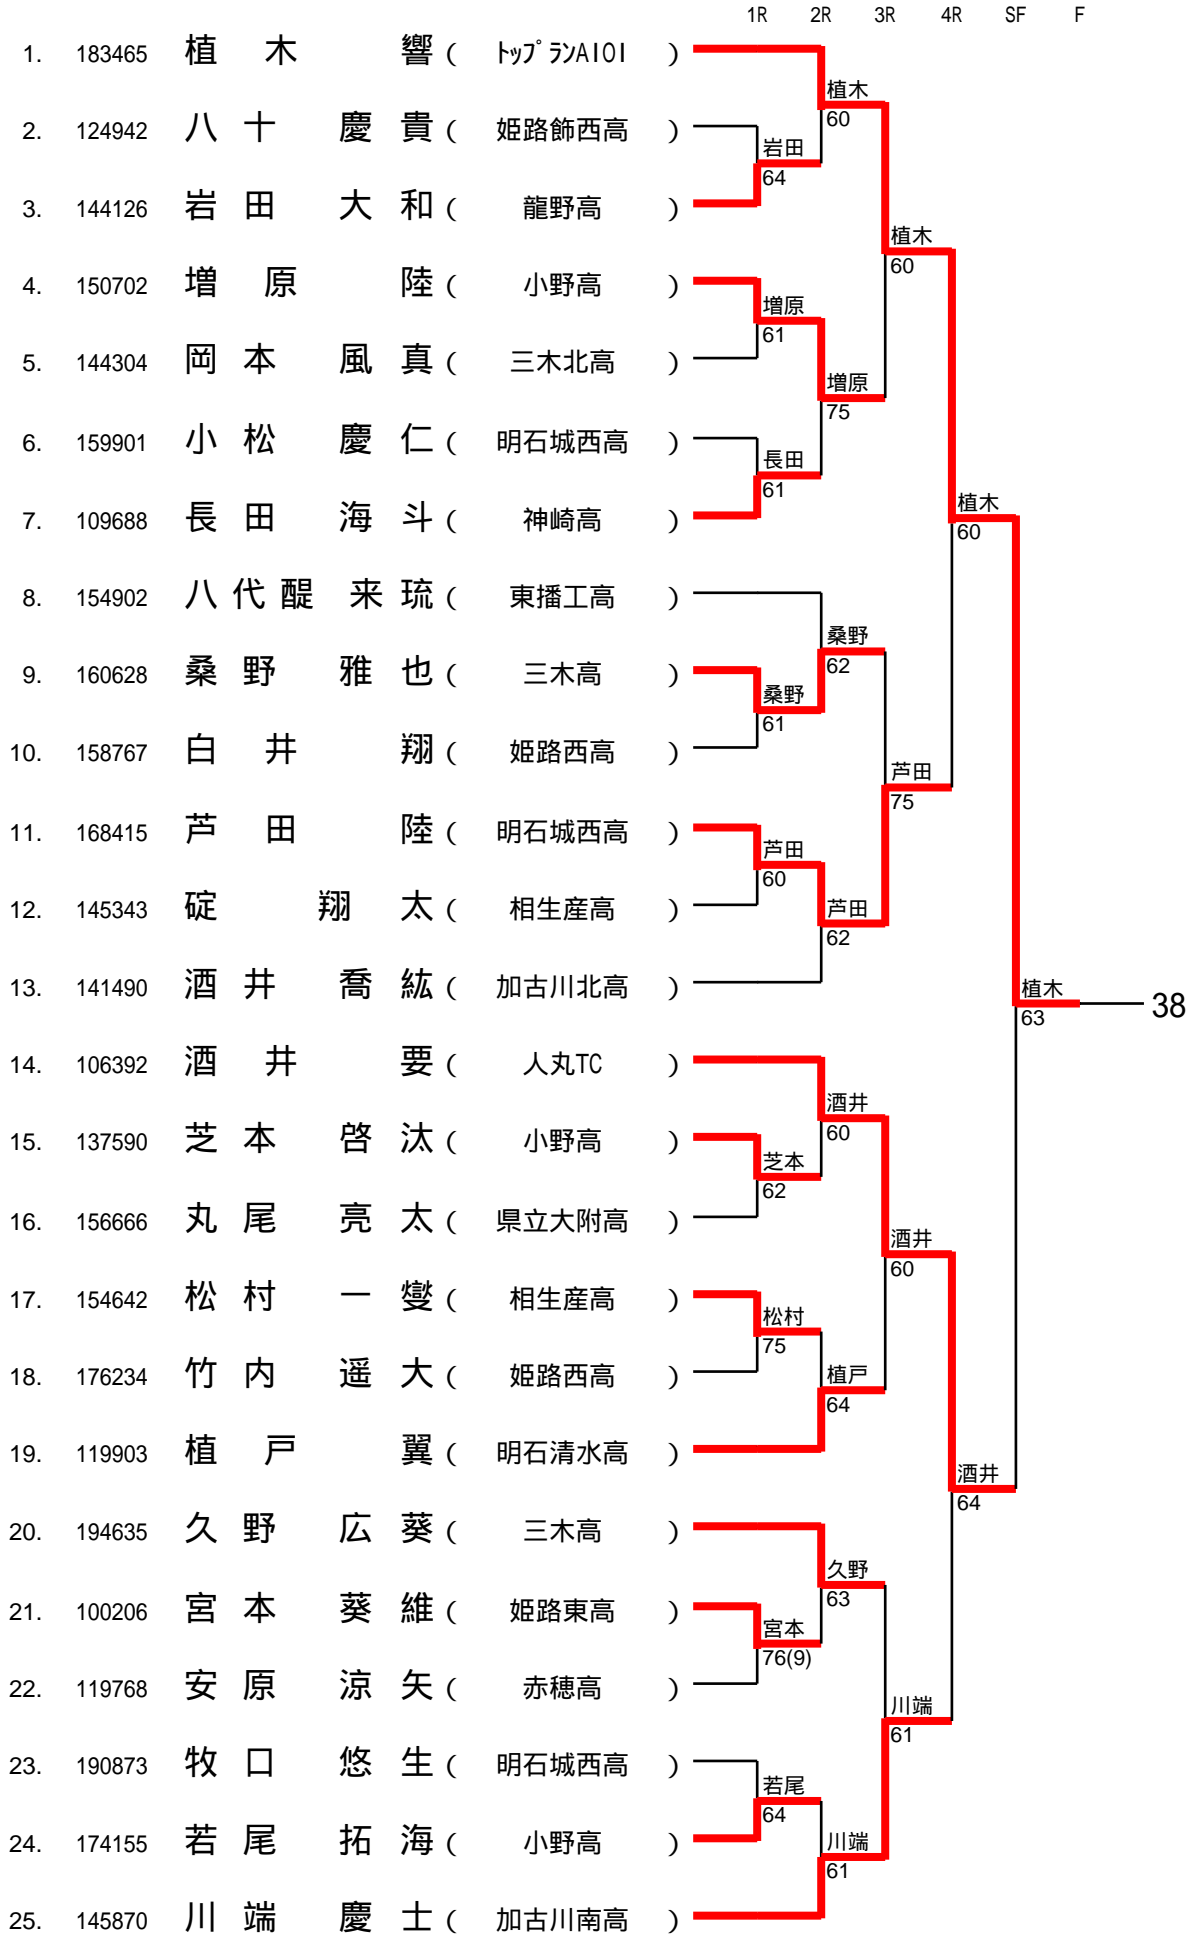 1R 2R 3R 4R SF F
1. 183465 植木 響 ( トップランAIOI )
植木
2. 124942 八十 慶貴 ( 姫路飾西高 )
60
岩田
64
3. 144126 岩田 大和 ( 龍野高 )
植木
60
4. 150702 増原 陸 ( 小野高 )
増原
61
5. 144304 岡本 風真 ( 三木北高 )
増原
75
6. 159901 小松 慶仁 ( 明石城西高 )
長田
61
7. 109688 長田 海斗 ( 神崎高 )
植木
60
8. 154902 八代醍 来琉 ( 東播工高 )
桑野
62
9. 160628 桑野 雅也 ( 三木高 )
桑野
61
10. 158767 白井 翔 ( 姫路西高 )
芦田
75
11. 168415 芦田 陸 ( 明石城西高 )
芦田
60
12. 145343 碇 翔太 ( 相生産高 )
芦田
62
13. 141490 酒井 喬紘 ( 加古川北高 )
植木
63
38
14. 106392 酒井 要 ( 人丸TC )
酒井
60
15. 137590 芝本 啓汰 ( 小野高 )
芝本
62
16. 156666 丸尾 亮太 ( 県立大附高 )
酒井
60
17. 154642 松村 一燮 ( 相生産高 )
松村
75
18. 176234 竹内 遥大 ( 姫路西高 )
植戸
64
19. 119903 植戸 翼 ( 明石清水高 )
酒井
64
20. 194635 久野 広葵 ( 三木高 )
久野
63
21. 100206 宮本 葵維 ( 姫路東高 )
宮本
76(9)
22. 119768 安原 涼矢 ( 赤穂高 )
川端
61
23. 190873 牧口 悠生 ( 明石城西高 )
若尾
64
24. 174155 若尾 拓海 ( 小野高 )
川端
61
25. 145870 川端 慶士 ( 加古川南高 )